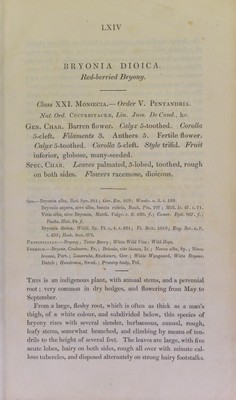 LXIV
BRYONIA DIOICA.
Red-berried Bryony.
Class XXI. MONŒCIA.— Order V. PENTANDRIA.
Nat. Ord. CUCURBITACEÆ, Lin. Juss. De Cand., &c.
GEN. CHAR. Barren flower. Calyx 5-toothed. Corolla
5-cleft. Filaments 3. Anthers 5. Fertile flower.
Calyx 5-toothed. Corolla 5-cleft. Style trifid. Fruit
inferior, globose, many-seeded.
SPEC. CHAR. Leaves palmated, 5-lobed, toothed, rough
on both sides. Flowers racemose, dioicous.
Bryonia aspera, sive alba, baccis rubris,
THIS is an indigenous plant, with annual stems, and a perennial
root; very common in dry hedges, and flowering from May to
September.
From a large, fleshy root, which is often as thick as a man's
thigh, of a white colour, and subdivided below, this species of
bryony rises with several slender, herbaceous, annual, rough,
leafy stems, somewhat branched, and climbing by means of ten-
drils to the height of several feet. The leaves are large, with five
acute lobes, hairy on both sides, rough all over with minute cal-
lous tubercles, and disposed alternately on strong hairy footstalks.